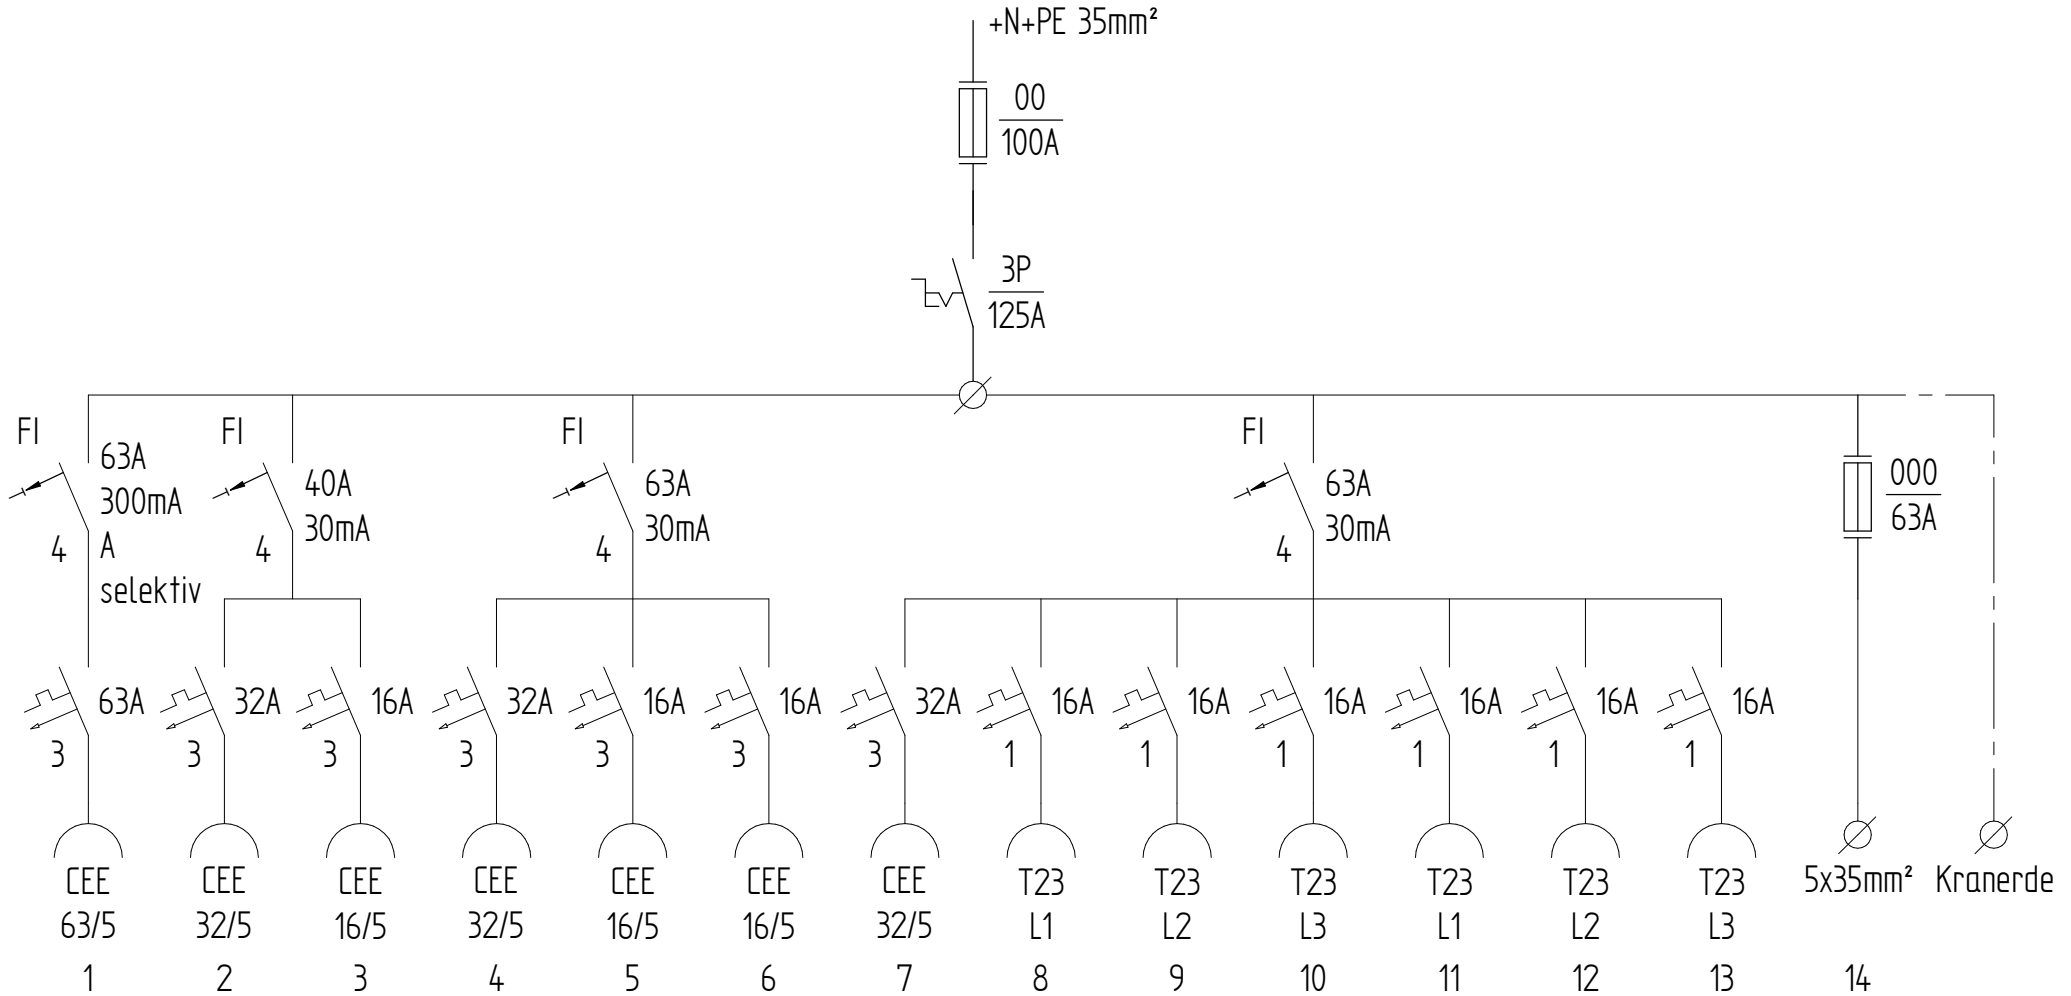 +N+PE 35mm²
00
100A
3P
125A
FI
63A
300mA
4
A
selektiv
FI
40A
30mA
4
FI
63A
30mA
4
FI
63A
30mA
4
000
63A
63A
3
32A
3
16A
3
32A
3
16A
3
16A
3
32A
3
16A
1
16A
1
16A
1
16A
1
16A
1
16A
1
CEE
63/5
1
CEE
32/5
2
CEE
16/5
3
CEE
32/5
4
CEE
16/5
5
CEE
16/5
6
CEE
32/5
7
T23
L1
8
T23
L2
9
T23
L3
10
T23
L1
11
T23
L2
12
T23
L3
13
5x35mm²
14
Kranerde